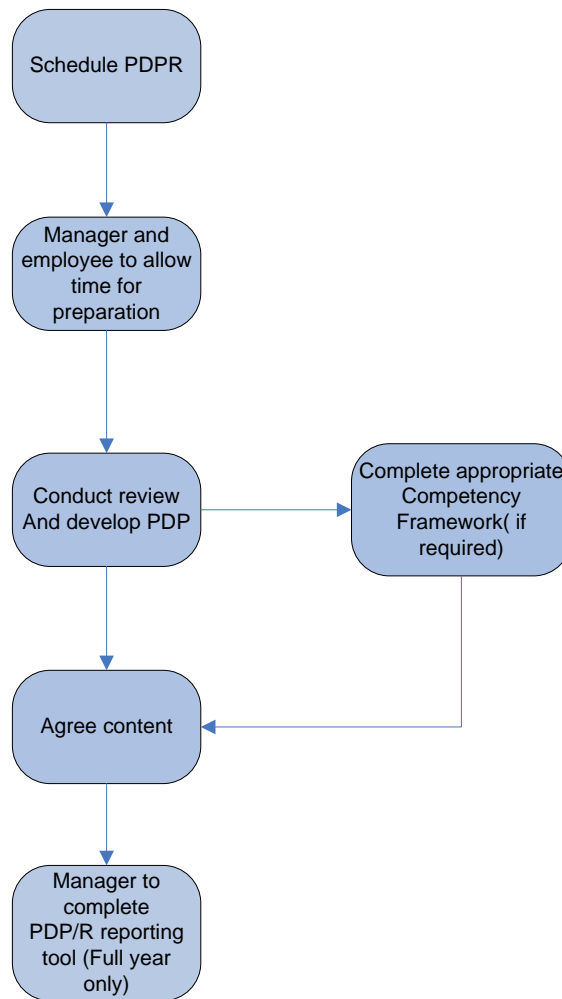 Schedule PDPR
Manager and
employee to allow
time for
preparation
Conduct review
And develop PDP
Complete appropriate
Competency
Framework( if
required)
Agree content
Manager to
complete
PDP/R reporting
tool (Full year
only)